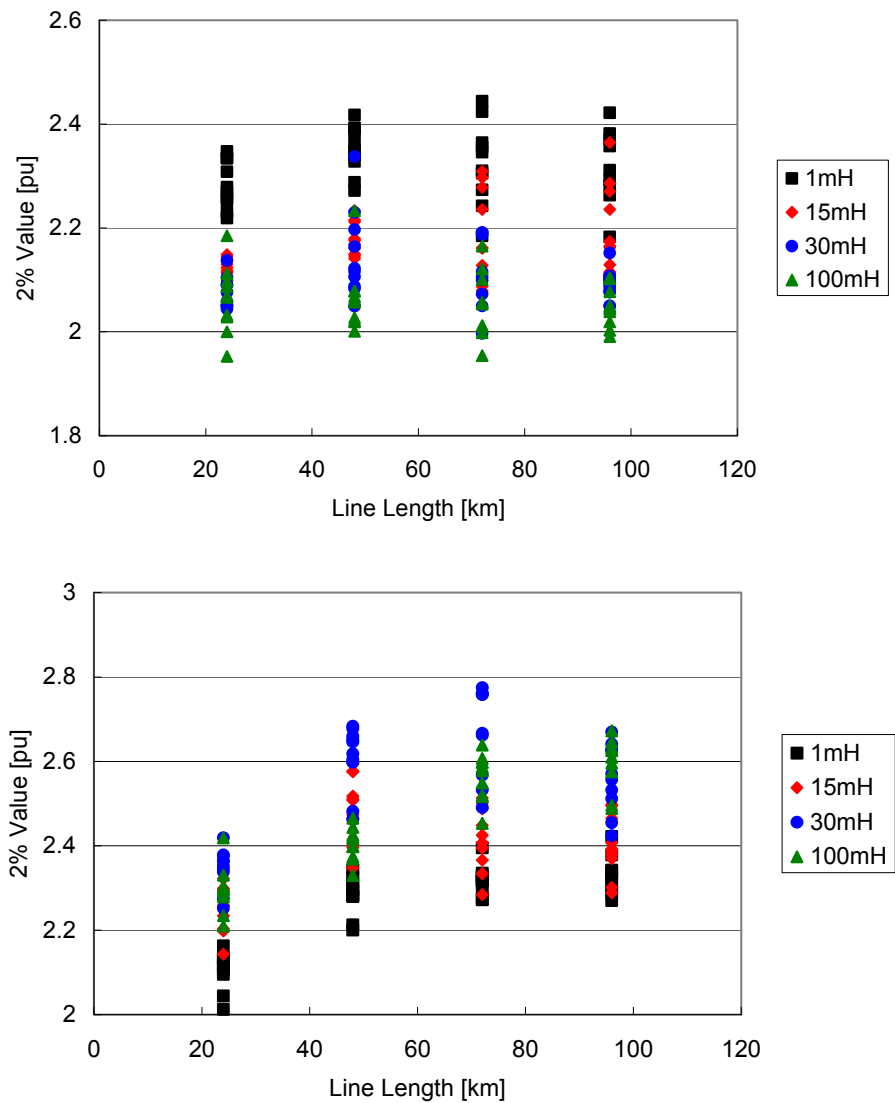 2.6
2.4
2.2
2
1.8
2% Value [pu]
0 20 40 60 80 100 120
Line Length [km]
1mH
15mH
30mH
100mH
3
2.8
2.6
2.4
2.2
2
2% Value [pu]
0 20 40 60 80 100 120
Line Length [km]
1mH
15mH
30mH
100mH